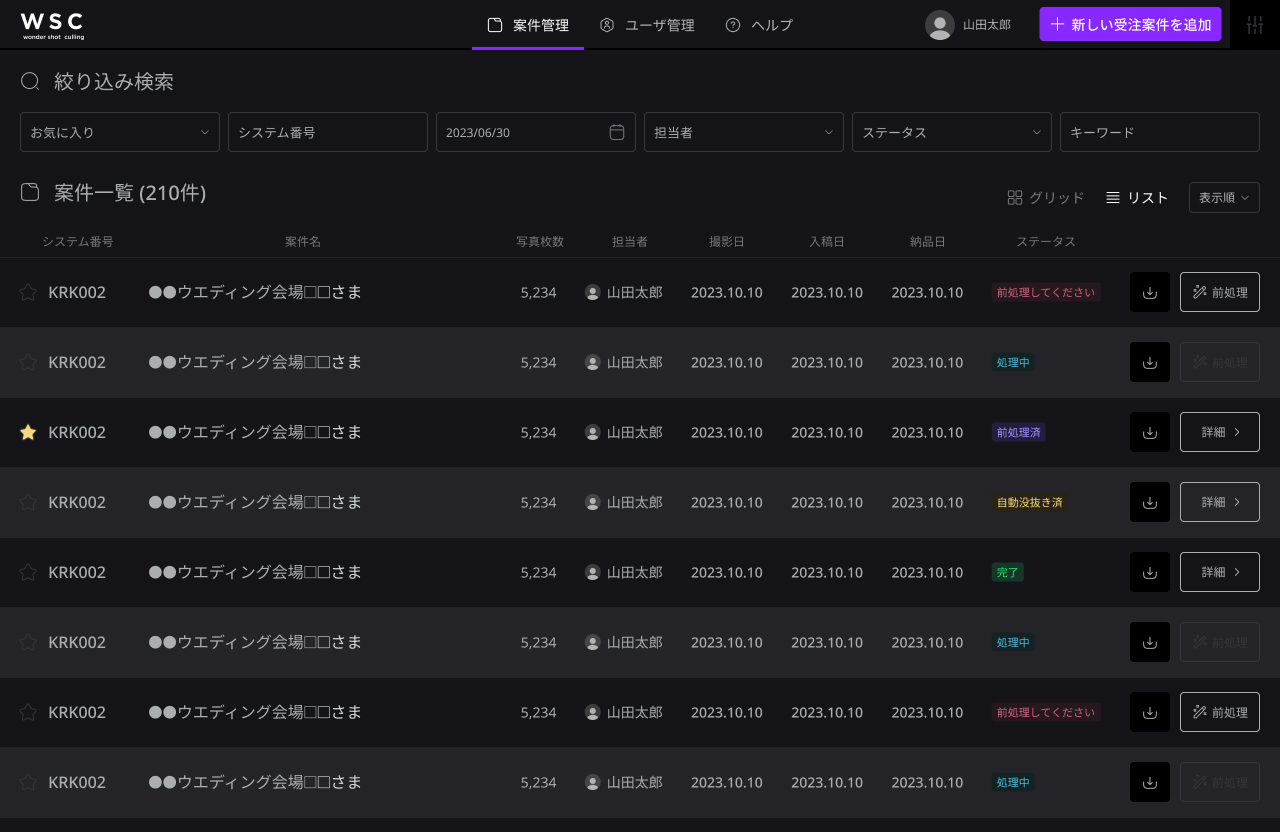 WSC
wonder shot culling
案件管理
ユーザ管理
ヘルプ
山田太郎
新しい受注案件を追加
絞り込み検索
お気に入り
システム番号
2023/06/30
担当者
ステータス
キーワード
案件一覧 (210件)
グリッド
リスト
表示順
システム番号 案件名 写真枚数 担当者 撮影日 入稿日 納品日 ステータス
KRK002 ●●ウエディング会場□□さま 5,234 山田太郎 2023.10.10 2023.10.10 2023.10.10 前処理してください 前処理
KRK002 ●●ウエディング会場□□さま 5,234 山田太郎 2023.10.10 2023.10.10 2023.10.10 処理中 前処理
KRK002 ●●ウエディング会場□□さま 5,234 山田太郎 2023.10.10 2023.10.10 2023.10.10 前処理済 詳細
KRK002 ●●ウエディング会場□□さま 5,234 山田太郎 2023.10.10 2023.10.10 2023.10.10 自動没抜き済 詳細
KRK002 ●●ウエディング会場□□さま 5,234 山田太郎 2023.10.10 2023.10.10 2023.10.10 完了 詳細
KRK002 ●●ウエディング会場□□さま 5,234 山田太郎 2023.10.10 2023.10.10 2023.10.10 処理中 前処理
KRK002 ●●ウエディング会場□□さま 5,234 山田太郎 2023.10.10 2023.10.10 2023.10.10 前処理してください 前処理
KRK002 ●●ウエディング会場□□さま 5,234 山田太郎 2023.10.10 2023.10.10 2023.10.10 処理中 前処理